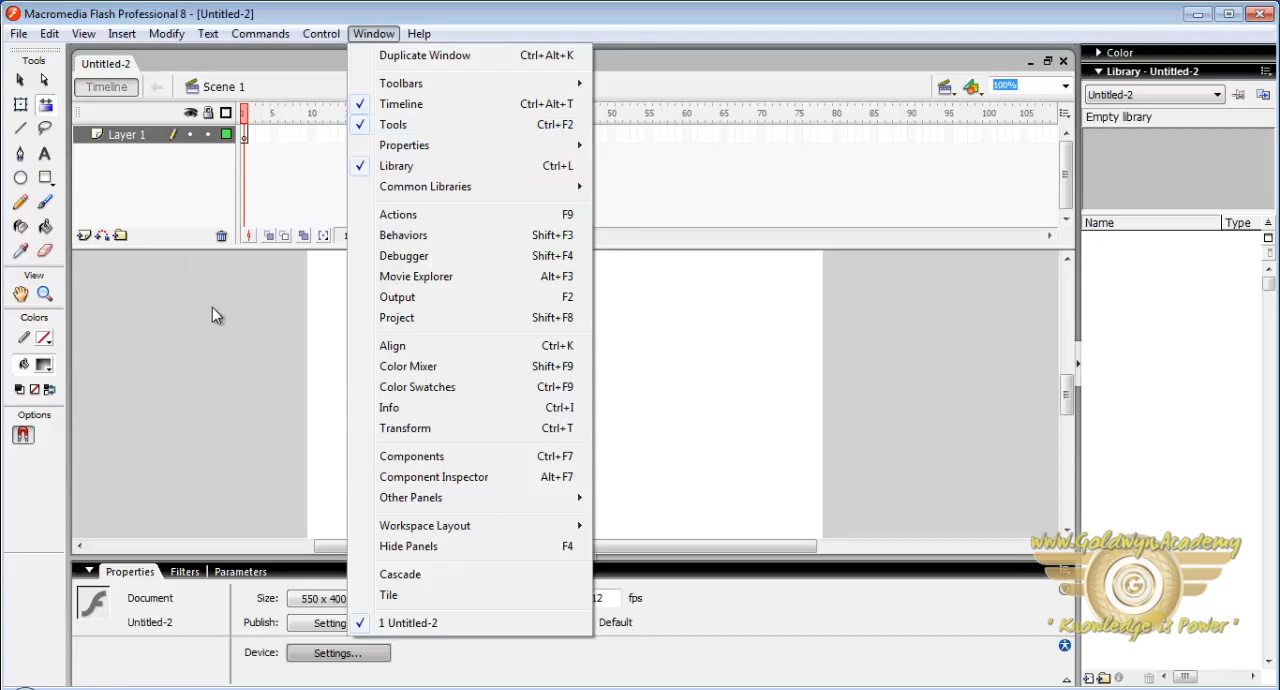 Macromedia Flash Professional 8 - [Untitled-2]
File Edit View Insert Modify Text Commands Control Window Help
Tools
View
Colors
Options
Untitled-2
Timeline
Scene 1
100%
5 10 50 55 60 65 70 75 80 85 90 95 100 105
Layer 1
Duplicate Window Ctrl+Alt+K
Toolbars
Timeline Ctrl+Alt+T
Tools Ctrl+F2
Properties
Library Ctrl+L
Common Libraries
Actions F9
Behaviors Shift+F3
Debugger Shift+F4
Movie Explorer Alt+F3
Output F2
Project Shift+F8
Align Ctrl+K
Color Mixer Shift+F9
Color Swatches Ctrl+F9
Info Ctrl+I
Transform Ctrl+T
Components Ctrl+F7
Component Inspector Alt+F7
Other Panels
Workspace Layout
Hide Panels F4
Cascade
Tile
1 Untitled-2
Color
Library - Untitled-2
Untitled-2
Empty library
Name Type
Properties Filters Parameters
Document Size: 550 x 400 12 fps
Untitled-2 Publish: Setting Default
Device: Settings...
www.GoldwynAcademy
G
" Knowledge is Power "